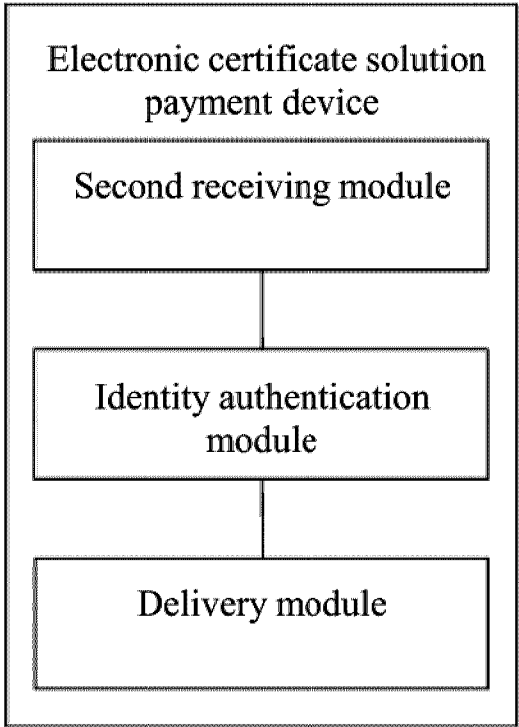 Electronic certificate solution
payment device
Second receiving module
Identity authentication
module
Delivery module